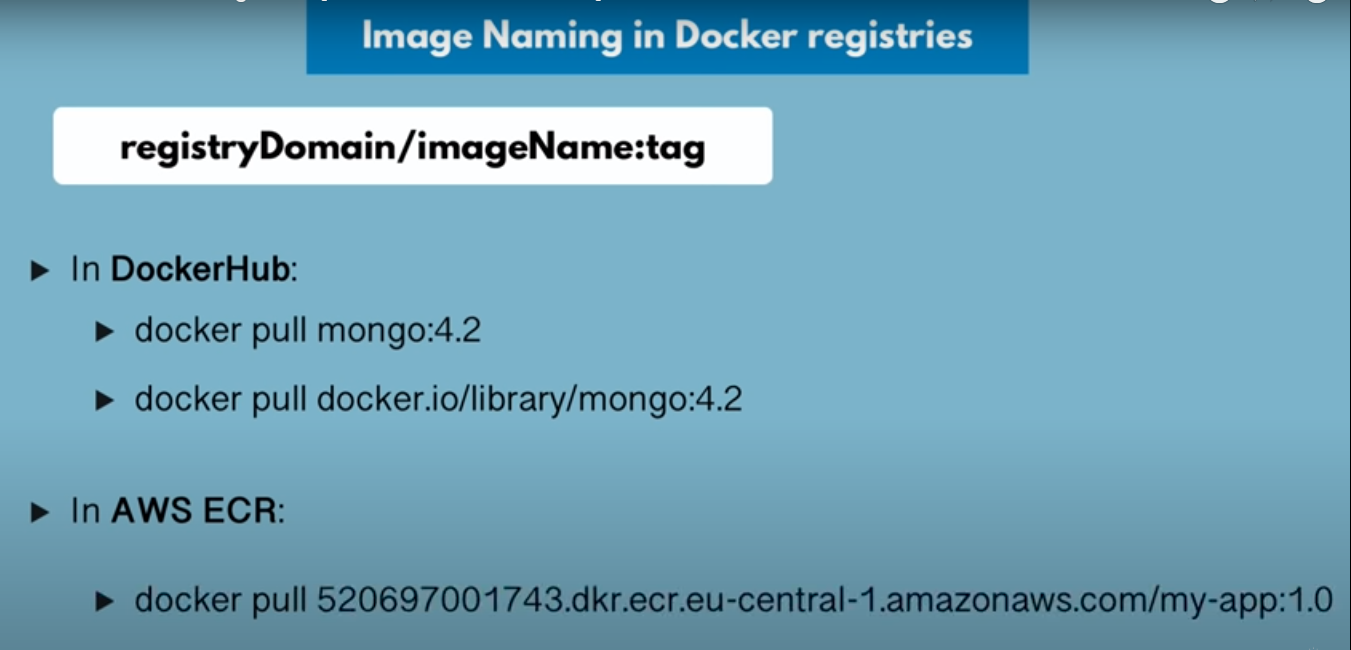 Image Naming in Docker registries
registryDomain/imageName:tag
In DockerHub:
docker pull mongo:4.2
docker pull docker.io/library/mongo:4.2
In AWS ECR:
docker pull 520697001743.dkr.ecr.eu-central-1.amazonaws.com/my-app:1.0